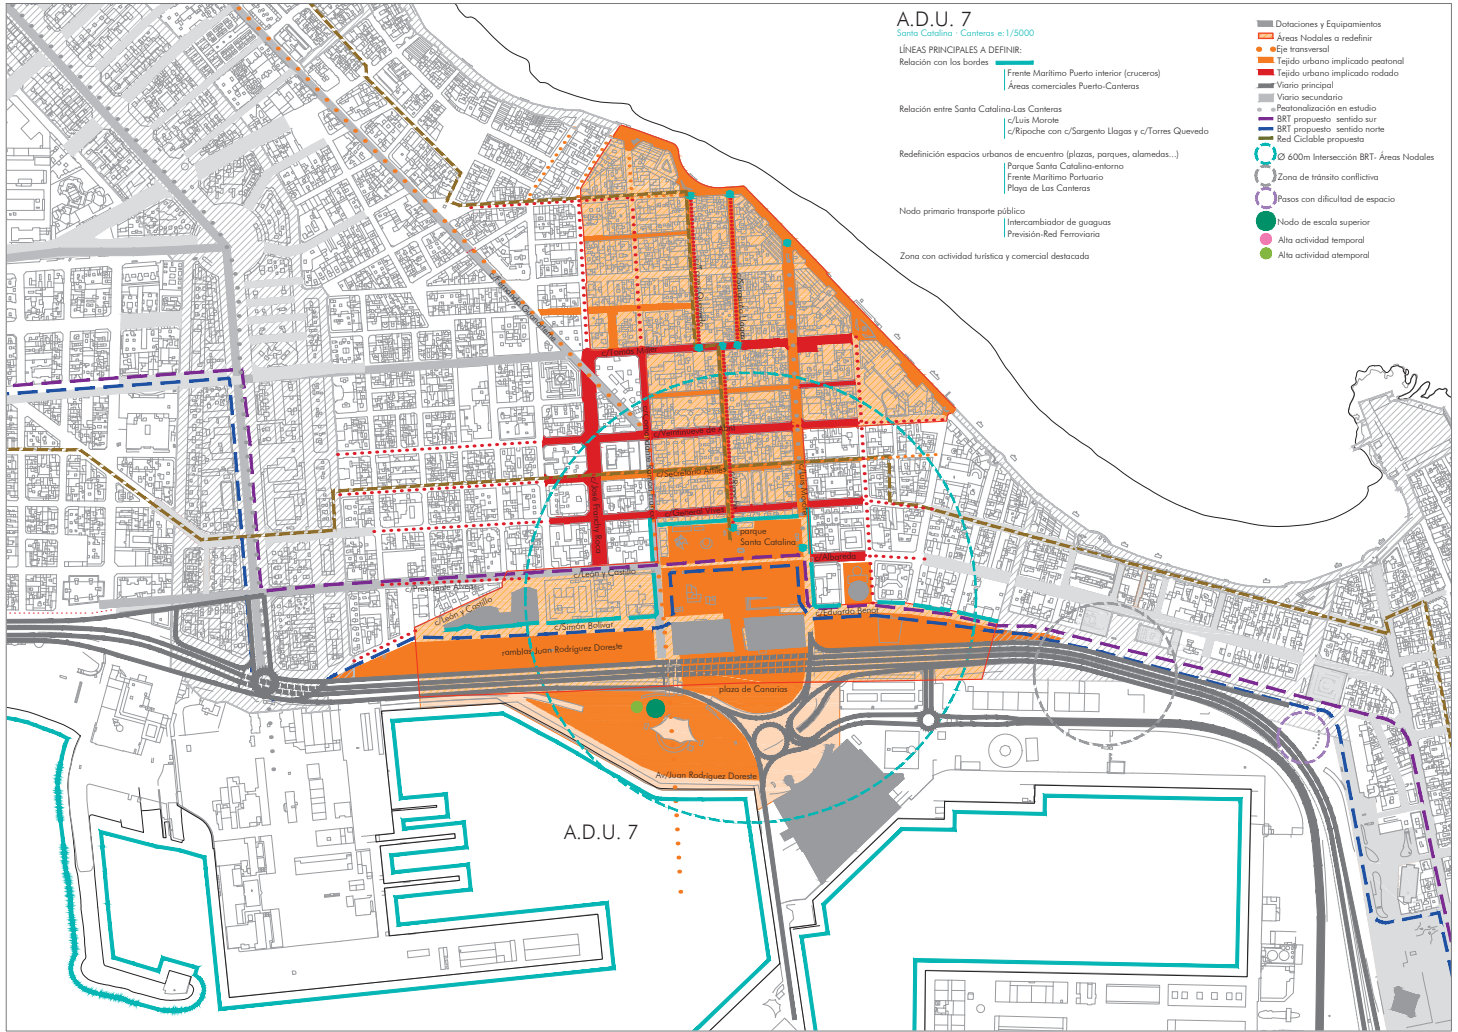 A.D.U. 7
Santa Catalina - Canteras e:1/5000
LÍNEAS PRINCIPALES A DEFINIR:
Relación con los bordes
Frente Marítimo Puerto interior (cruceros)
Áreas comerciales Puerto-Canteras
Relación entre Santa Catalina-Las Canteras
c/Luis Morote
c/Ripoche con c/Sargento Llagas y c/Torres Quevedo
Redefinición espacios urbanos de encuentro (plazas, parques, alamedas...)
Parque Santa Catalina-entorno
Frente Marítimo Portuario
Playa de Las Canteras
Nodo primario transporte público
Intercambiador de guaguas
Previsión-Red Ferroviaria
Zona con actividad turística y comercial destacada
Dotaciones y Equipamientos
Áreas Nodales a redefinir
Eje transversal
Tejido urbano implicado peatonal
Tejido urbano implicado rodado
Viario principal
Viario secundario
Peatonalización en estudio
BRT propuesto sentido sur
BRT propuesto sentido norte
Red Ciclable propuesta
Ø 600m Intersección BRT- Áreas Nodales
Zona de tránsito conflictiva
Pasos con dificultad de espacio
Nodo de escala superior
Alta actividad temporal
Alta actividad atemporal
c/Tomás Miller
c/Veintinueve de Abril
c/Secretario Artiles
c/General Vives
c/José Franchy Roca
c/Luis Morote
parque
Santa Catalina
c/Albareda
c/León y Castillo
c/León y Castillo
c/Simón Bolívar
c/Eduardo Benot
ramblas Juan Rodríguez Doreste
plaza de Canarias
Av/Juan Rodríguez Doreste
A.D.U. 7